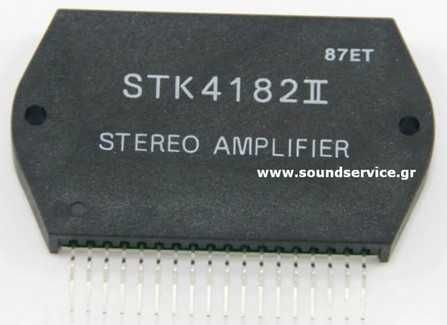 87ET
STK4182II
STEREO AMPLIFIER
www.soundservice.gr